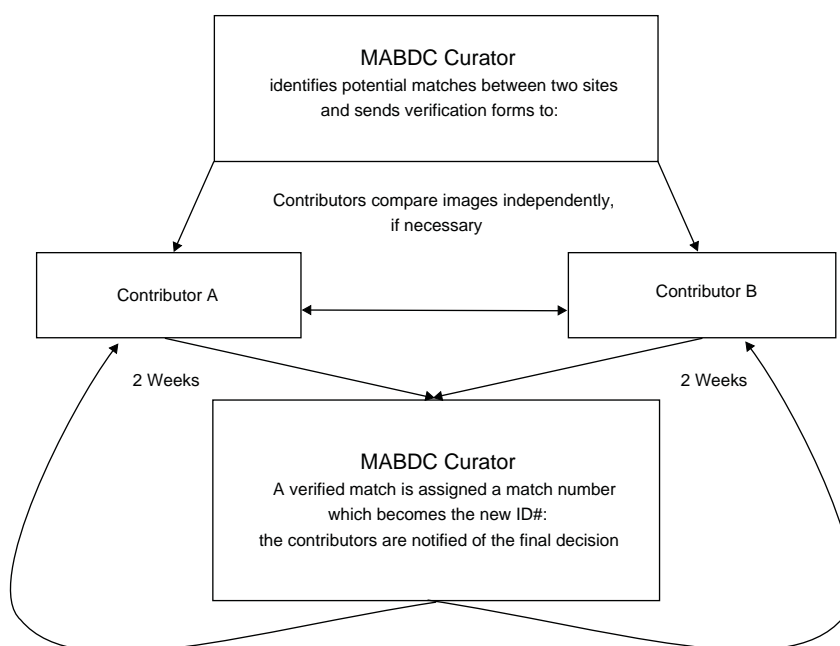 MABDC Curator
identifies potential matches between two sites
and sends verification forms to:
Contributors compare images independently,
if necessary
Contributor A
Contributor B
2 Weeks
2 Weeks
MABDC Curator
A verified match is assigned a match number
which becomes the new ID#:
the contributors are notified of the final decision